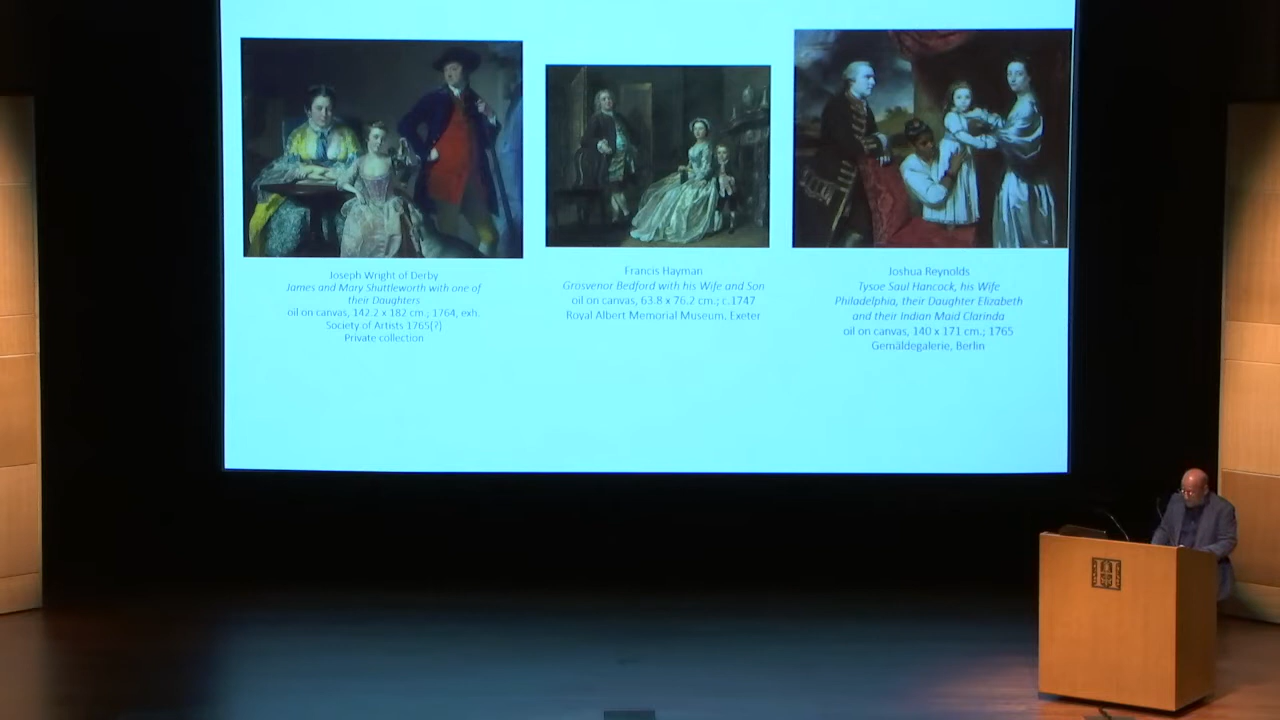 Joseph Wright of Derby
James and Mary Shuttleworth with one of
their Daughters
oil on canvas, 142.2 x 182 cm.; 1764, exh.
Society of Artists 1765(?)
Private collection
Francis Hayman
Grosvenor Bedford with his Wife and Son
oil on canvas, 63.8 x 76.2 cm.; c.1747
Royal Albert Memorial Museum. Exeter
Joshua Reynolds
Tysoe Saul Hancock, his Wife
Philadelphia, their Daughter Elizabeth
and their Indian Maid Clarinda
oil on canvas, 140 x 171 cm.; 1765
Gemäldegalerie, Berlin